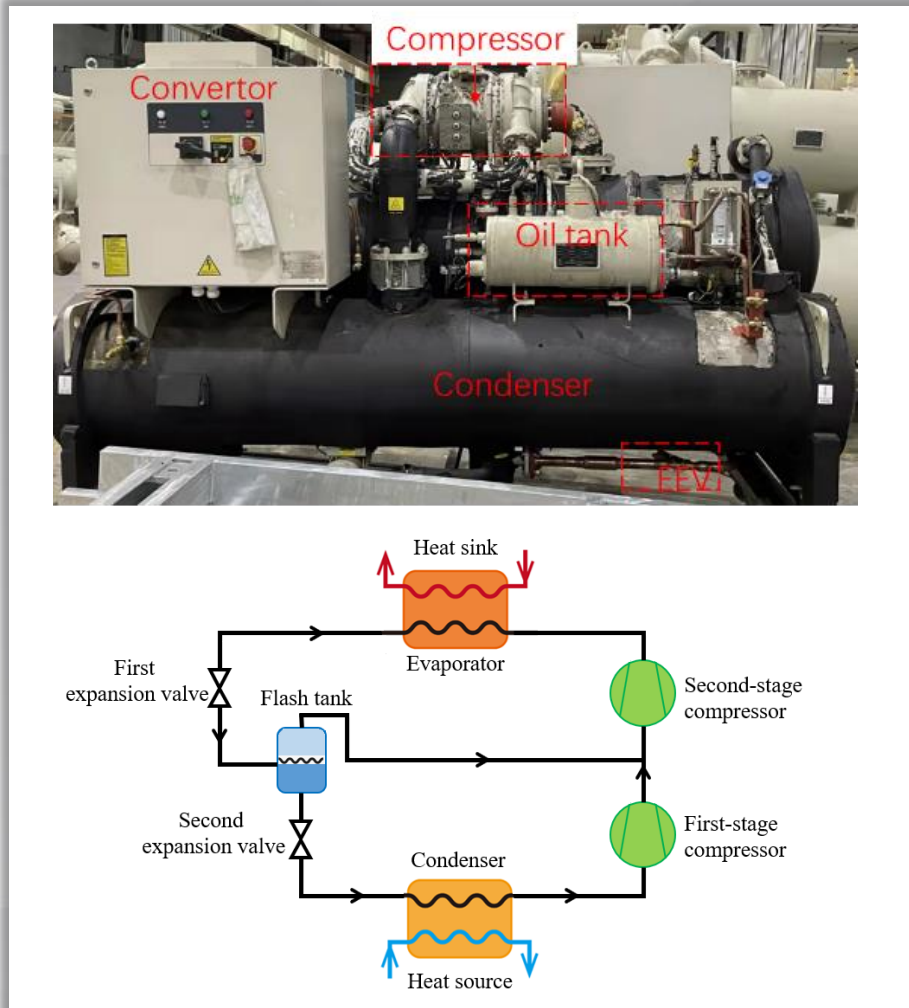 Compressor
Convertor
Oil tank
Condenser
EEV
Heat sink
Evaporator
First
expansion valve
Flash tank
Second-stage
compressor
Second
expansion valve
First-stage
compressor
Condenser
Heat source